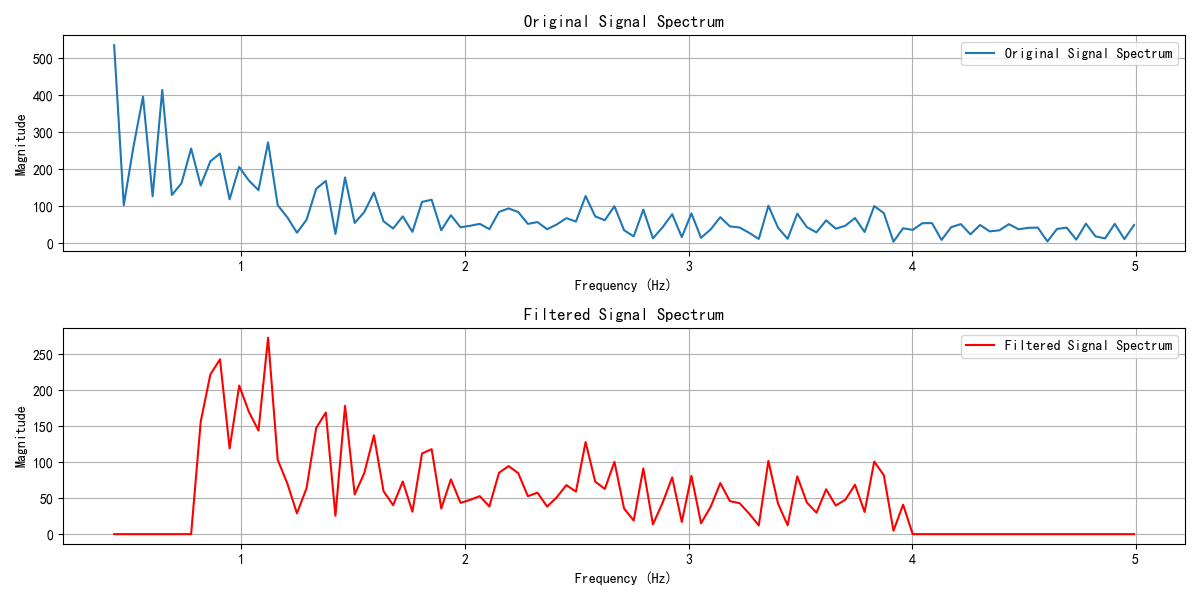 Original Signal Spectrum
Original Signal Spectrum
500
400
300
200
100
0
Magnitude
1 2 3 4 5
Frequency (Hz)
Filtered Signal Spectrum
Filtered Signal Spectrum
250
200
150
100
50
0
Magnitude
1 2 3 4 5
Frequency (Hz)